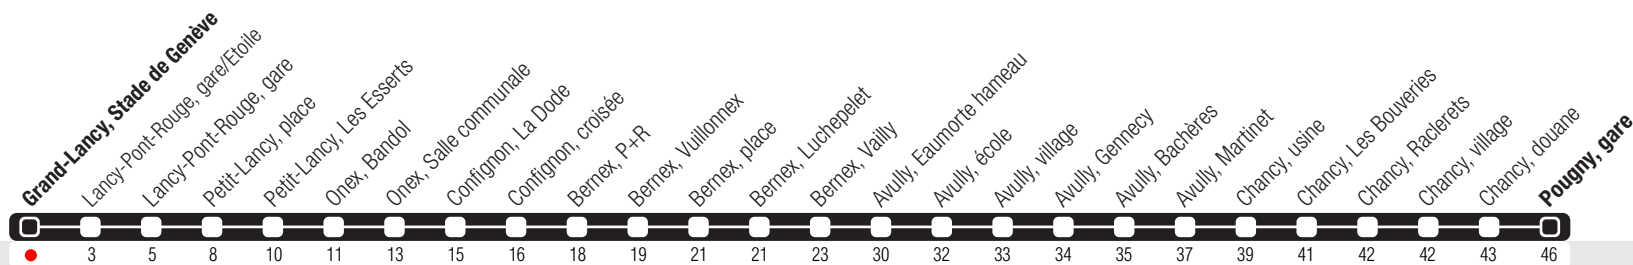 Grand-Lancy, Stade de Genève
Lancy-Pont-Rouge, gare/Etoile
Lancy-Pont-Rouge, gare
Petit-Lancy, place
Petit-Lancy, Les Esserts
Onex, Bandol
Onex, Salle communale
Confignon, La Dode
Confignon, croisée
Bernex, P+R
Bernex, Vuillonnex
Bernex, place
Bernex, Luchepelet
Bernex, Vailly
Avully, Eaumorte hameau
Avully, école
Avully, village
Avully, Gennecy
Avully, Bachères
Avully, Martinet
Chancy, usine
Chancy, Les Bouveries
Chancy, Raclerets
Chancy, village
Chancy, douane
Pougny, gare
3 5 8 10 11 13 15 16 18 19 21 21 23 30 32 33 34 35 37 39 41 42 42 43 46